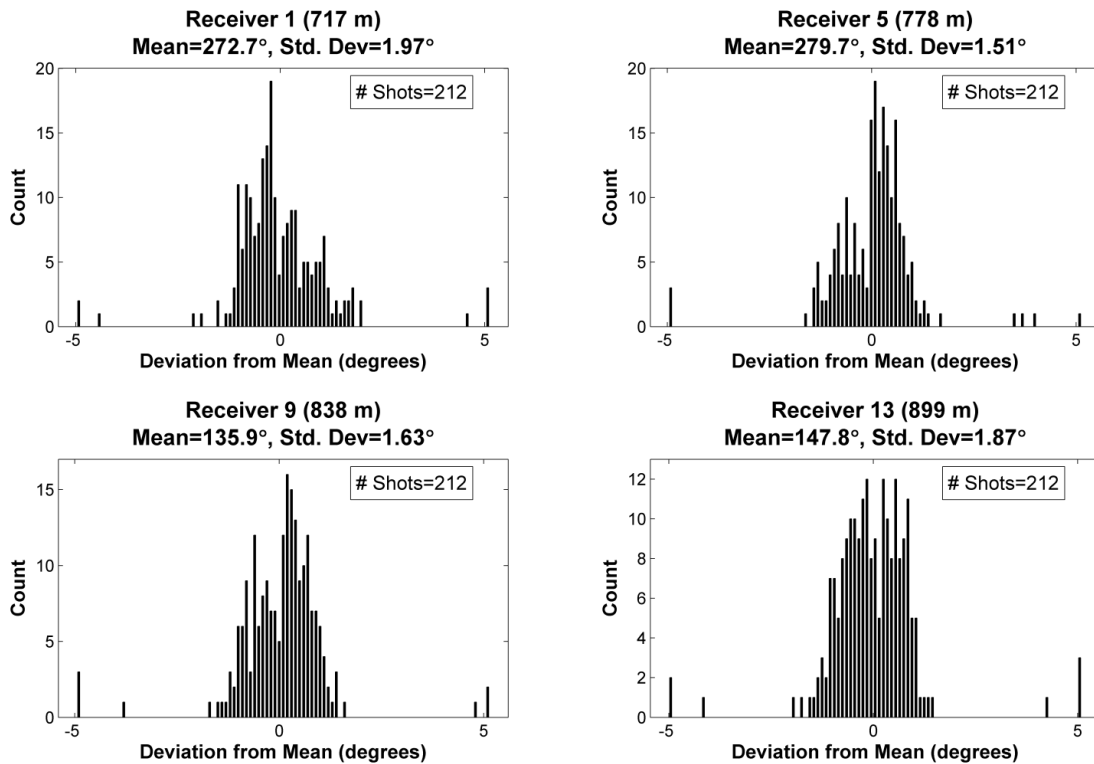 Receiver 1 (717 m)
Mean=272.7°, Std. Dev=1.97°
# Shots=212
20
15
10
5
0
Count
-5 0 5
Deviation from Mean (degrees)
Receiver 5 (778 m)
Mean=279.7°, Std. Dev=1.51°
# Shots=212
20
15
10
5
0
Count
-5 0 5
Deviation from Mean (degrees)
Receiver 9 (838 m)
Mean=135.9°, Std. Dev=1.63°
# Shots=212
15
10
5
0
Count
-5 0 5
Deviation from Mean (degrees)
Receiver 13 (899 m)
Mean=147.8°, Std. Dev=1.87°
# Shots=212
12
10
8
6
4
2
0
Count
-5 0 5
Deviation from Mean (degrees)